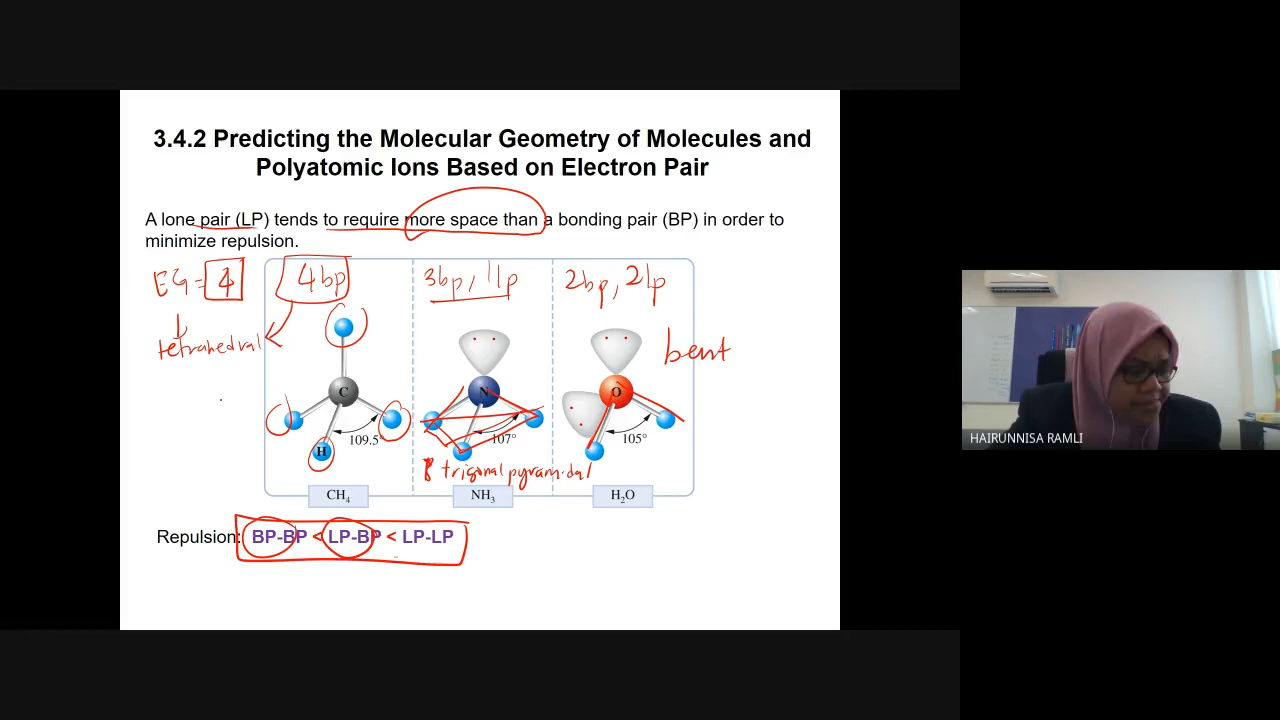 3.4.2 Predicting the Molecular Geometry of Molecules and
Polyatomic Ions Based on Electron Pair
A lone pair (LP) tends to require more space than a bonding pair (BP) in order to
minimize repulsion.
EG = 4
4bp
3bp, 1lp
2bp, 2lp
tetrahedral
bent
C
N
O
H
109.5°
107°
105°
trigonal pyramidal
CH₄
NH₃
H₂O
HAIRUNNISA RAMLI
Repulsion: BP-BP < LP-BP < LP-LP